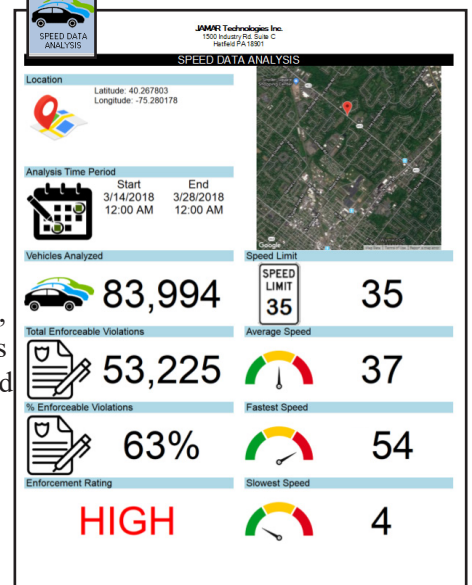 SPEED DATA
ANALYSIS
JAMAR Technologies Inc.
1500 Industry Rd. Suite C
Hatfield PA 18901
SPEED DATA ANALYSIS
Location
Latitude: 40.267803
Longitude: -75.280178
Google
Analysis Time Period
Start
3/14/2018
12:00 AM
End
3/28/2018
12:00 AM
Vehicles Analyzed
83,994
Speed Limit
SPEED
LIMIT
35
35
,
Total Enforceable Violations
s
d
53,225
Average Speed
37
% Enforceable Violations
63%
Fastest Speed
54
Enforcement Rating
HIGH
Slowest Speed
4